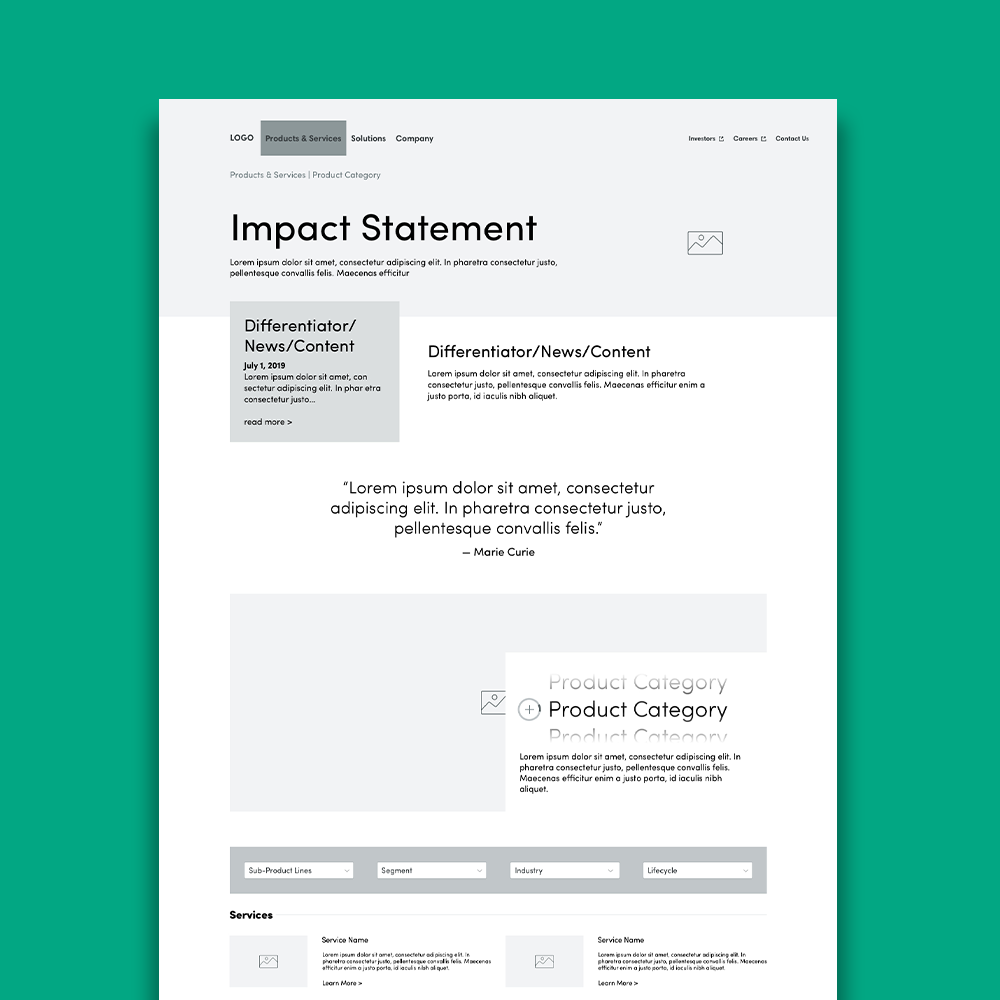 LOGO Products & Services Solutions Company Investors Careers Contact Us
Products & Services | Product Category
Impact Statement
Lorem ipsum dolor sit amet, consectetur adipiscing elit. In pharetra consectetur justo,
pellentesque convallis felis. Maecenas efficitur
Differentiator/
News/Content
July 1, 2019
Lorem ipsum dolor sit amet, con
sectetur adipiscing elit. In phar etra
consectetur justo...
read more >
Differentiator/News/Content
Lorem ipsum dolor sit amet, consectetur adipiscing elit. In pharetra
consectetur justo, pellentesque convallis felis. Maecenas efficitur enim a
justo porta, id iaculis nibh aliquet.
“Lorem ipsum dolor sit amet, consectetur
adipiscing elit. In pharetra consectetur justo,
pellentesque convallis felis.”
— Marie Curie
Product Category
Product Category
Product Category
Lorem ipsum dolor sit amet, consectetur adipiscing elit. In
pharetra consectetur justo, pellentesque convallis felis.
Maecenas efficitur enim a justo porta, id iaculis nibh
aliquet.
Sub-Product Lines Segment Industry Lifecycle
Services
Service Name
Lorem ipsum dolor sit amet, consectetur adipiscing elit. In
pharetra consectetur justo, pellentesque convallis felis. Maecenas
efficitur enim a justo porta, id iaculis nibh aliquet.
Learn More >
Service Name
Lorem ipsum dolor sit amet, consectetur adipiscing elit. In
pharetra consectetur justo, pellentesque convallis felis. Maecenas
efficitur enim a justo porta, id iaculis nibh aliquet.
Learn More >